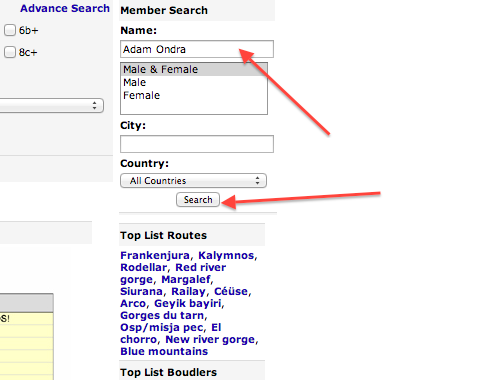 Advance Search
6b+
8c+
OS!
Member Search
Name:
Adam Ondra
Male & Female
Male
Female
City:
Country:
All Countries
Search
Top List Routes
Frankenjura, Kalymnos,
Rodellar, Red river
gorge, Margalef,
Siurana, Railay, Céüse,
Arco, Geyik bayiri,
Gorges du tarn,
Osp/misja pec, El
chorro, New river gorge,
Blue mountains
Top List Boudlers